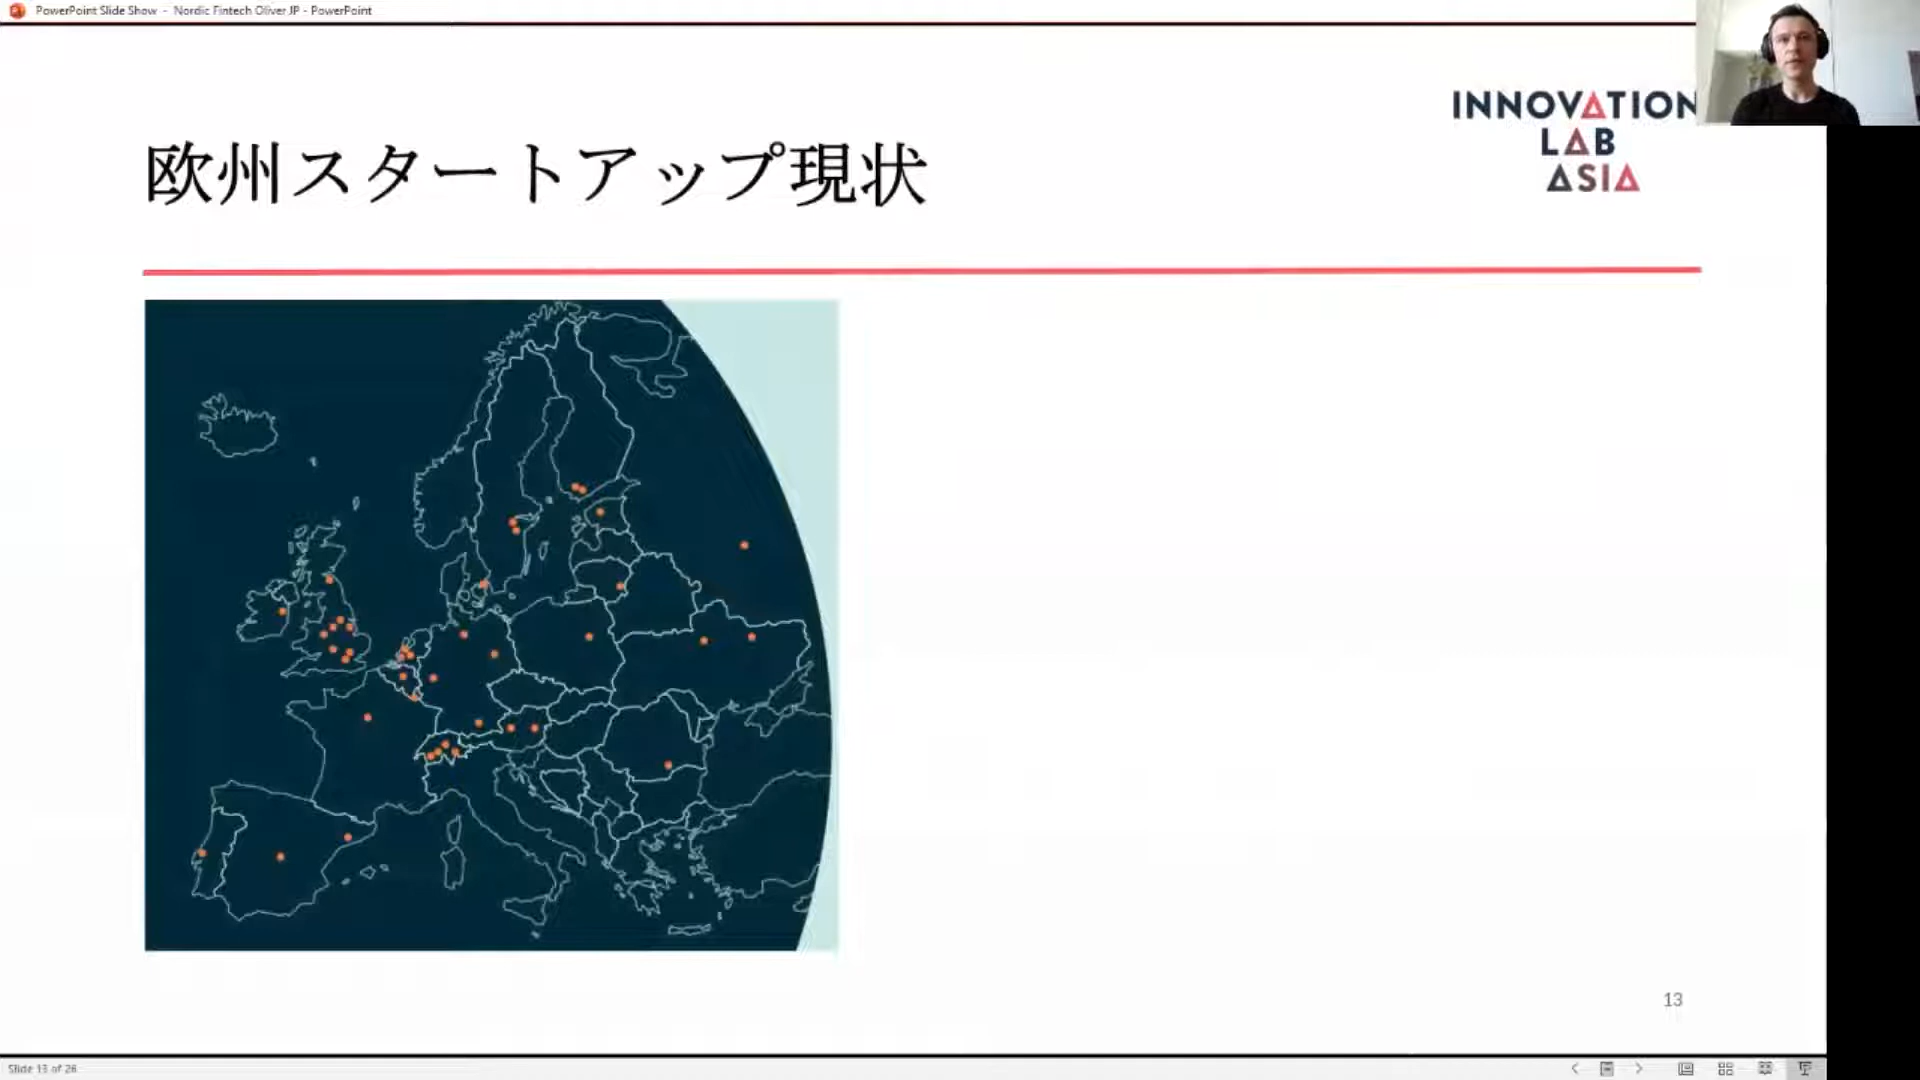 PowerPoint Slide Show - Nordic Fintech Oliver JP - PowerPoint
INNOVATION
LAB
ASIA
欧州スタートアップ現状
13
Slide 13 of 26